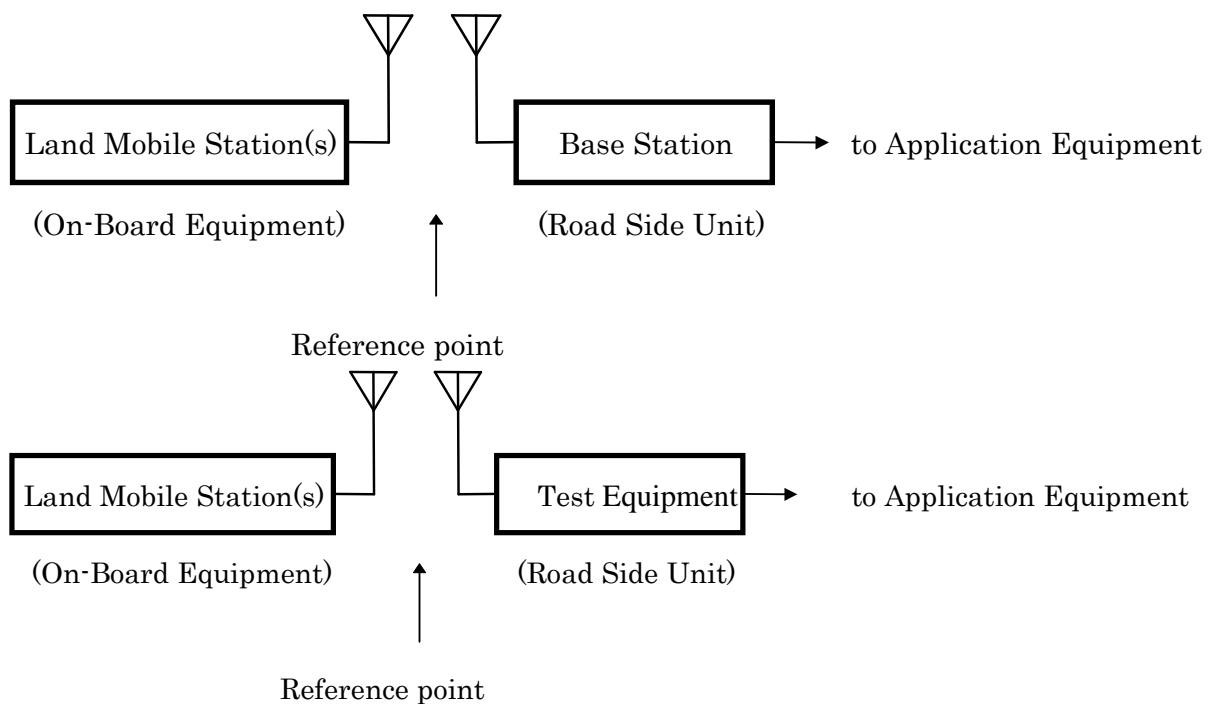 Land Mobile Station(s)
Base Station
to Application Equipment
(On-Board Equipment)
(Road Side Unit)
Reference point
Land Mobile Station(s)
Test Equipment
to Application Equipment
(On-Board Equipment)
(Road Side Unit)
Reference point